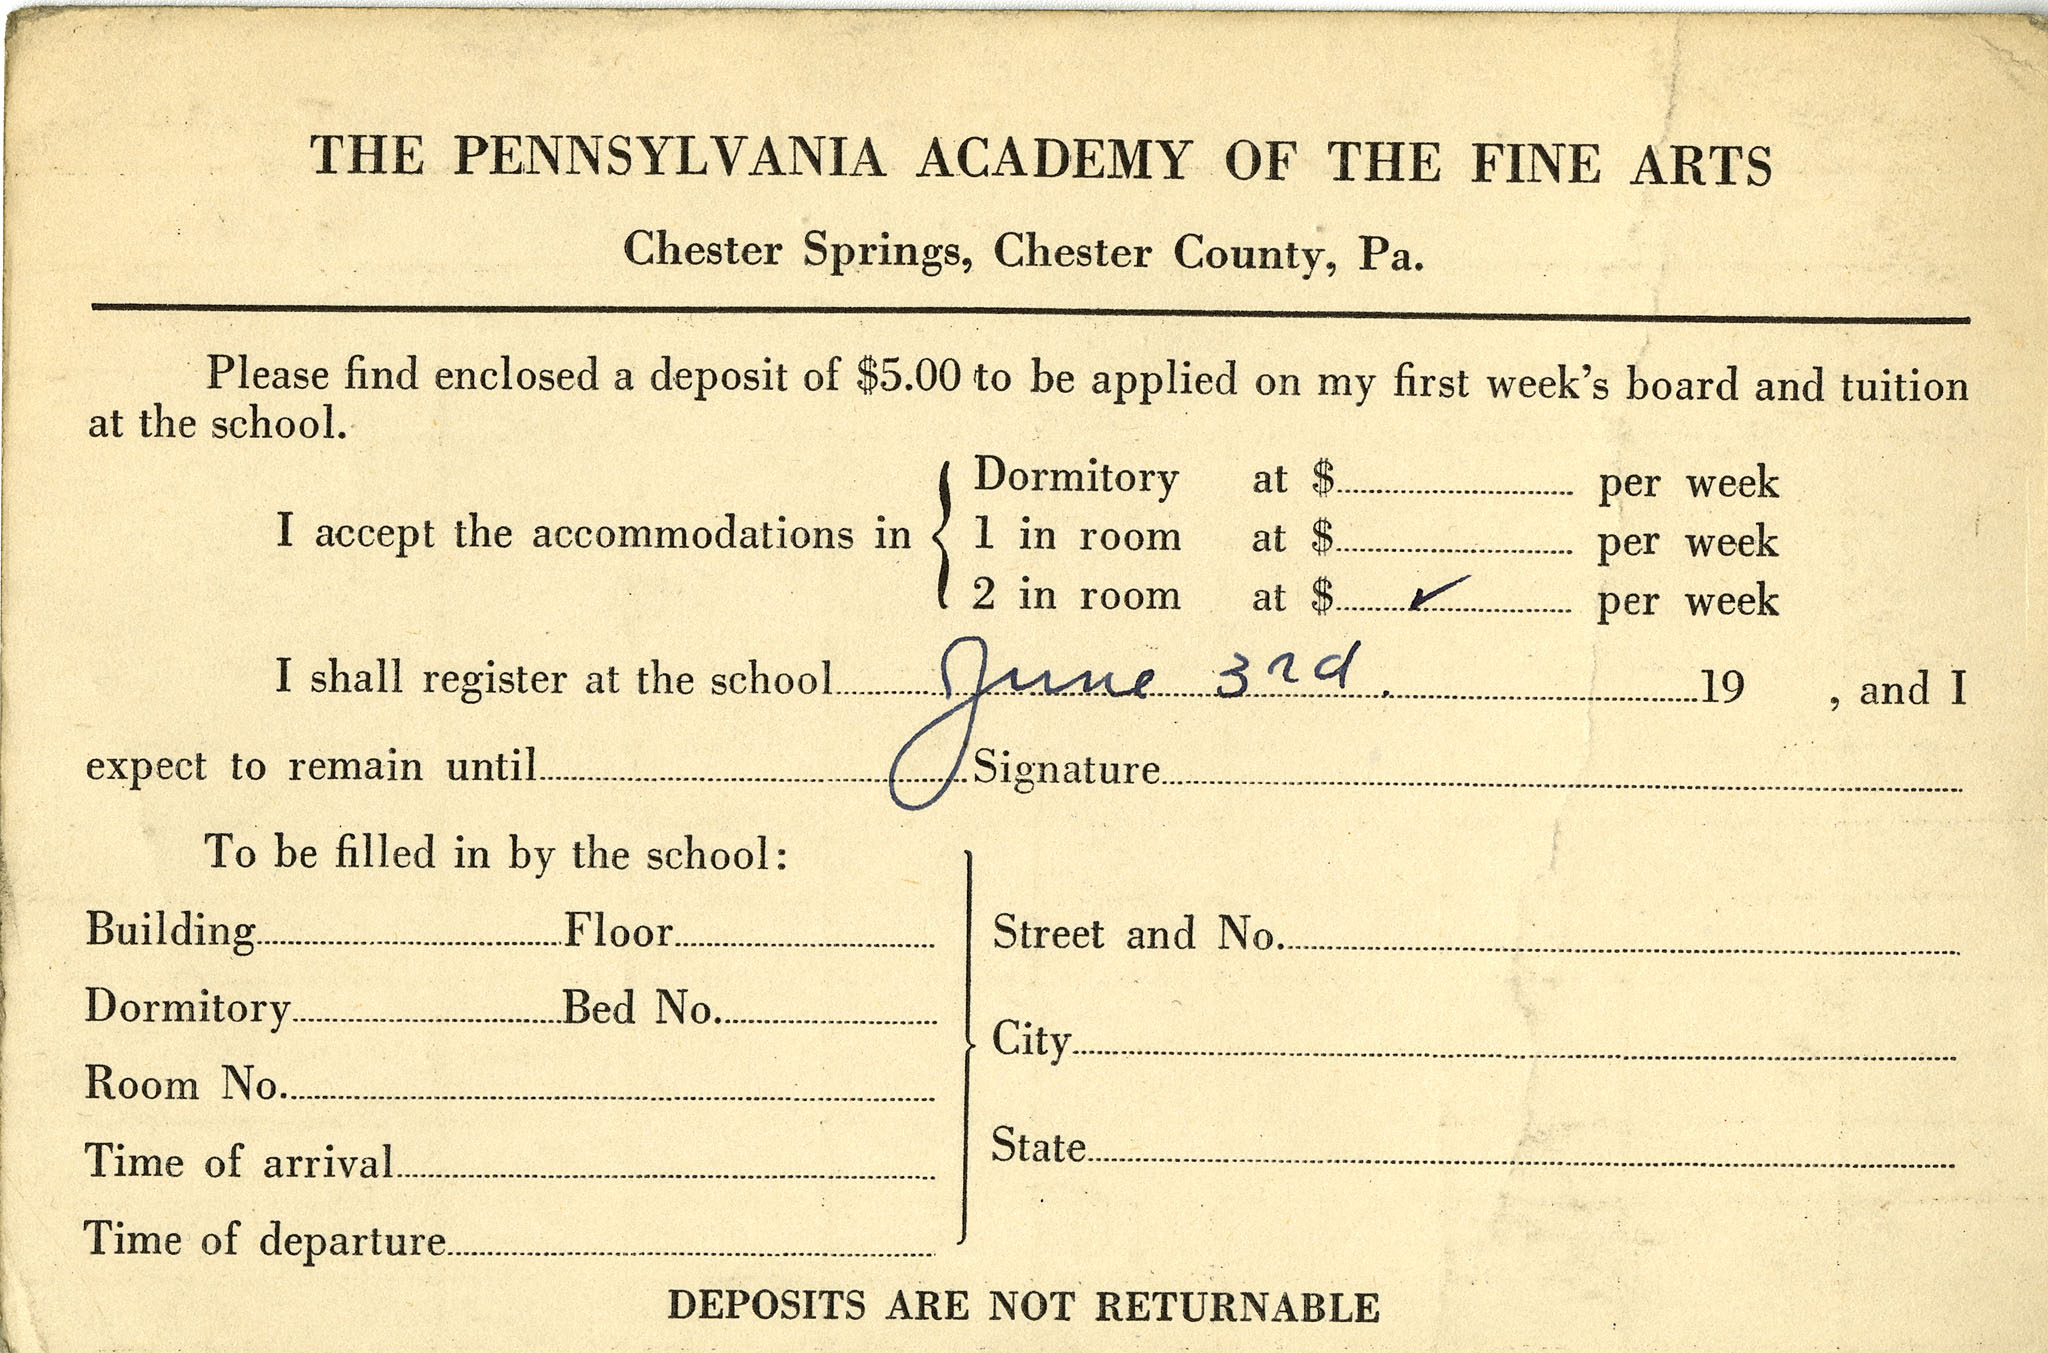 THE PENNSYLVANIA ACADEMY OF THE FINE ARTS
Chester Springs, Chester County, Pa.
Please find enclosed a deposit of $5.00 to be applied on my first week's board and tuition
at the school.
Dormitory at $ per week
I accept the accommodations in { 1 in room at $ per week
2 in room at $ ✓ per week
I shall register at the school June 3rd. 19 , and I
expect to remain until Signature
To be filled in by the school:
Building Floor
Dormitory Bed No.
Room No.
Time of arrival
Time of departure
Street and No.
City
State
DEPOSITS ARE NOT RETURNABLE